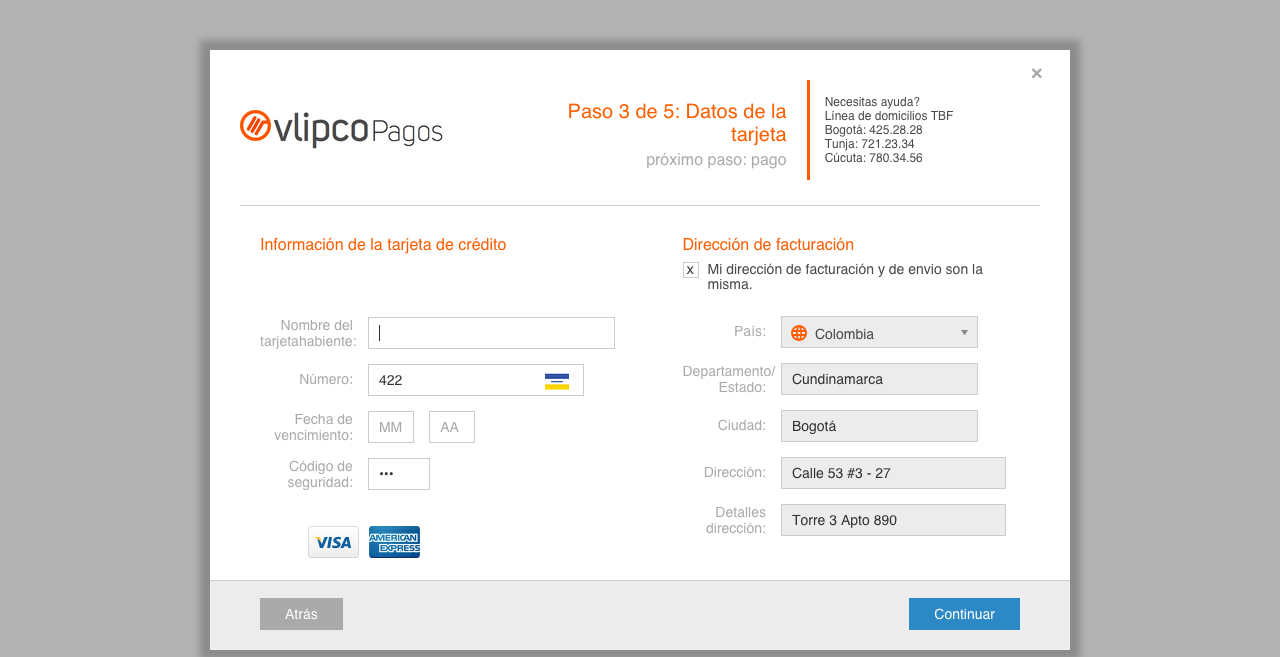 ×
vlipco Pagos
Paso 3 de 5: Datos de la
tarjeta
próximo paso: pago
Necesitas ayuda?
Línea de domicilios TBF
Bogotá: 425.28.28
Tunja: 721.23.34
Cúcuta: 780.34.56
Información de la tarjeta de crédito
Nombre del
tarjetahabiente:
Número:
422
Fecha de
vencimiento:
MM
AA
Código de
seguridad:
•••
VISA
AMERICAN
EXPRESS
Dirección de facturación
x Mi dirección de facturación y de envio son la
misma.
País:
Colombia
Departamento/
Estado:
Cundinamarca
Ciudad:
Bogotá
Dirección:
Calle 53 #3 - 27
Detalles
dirección:
Torre 3 Apto 890
Atrás
Continuar